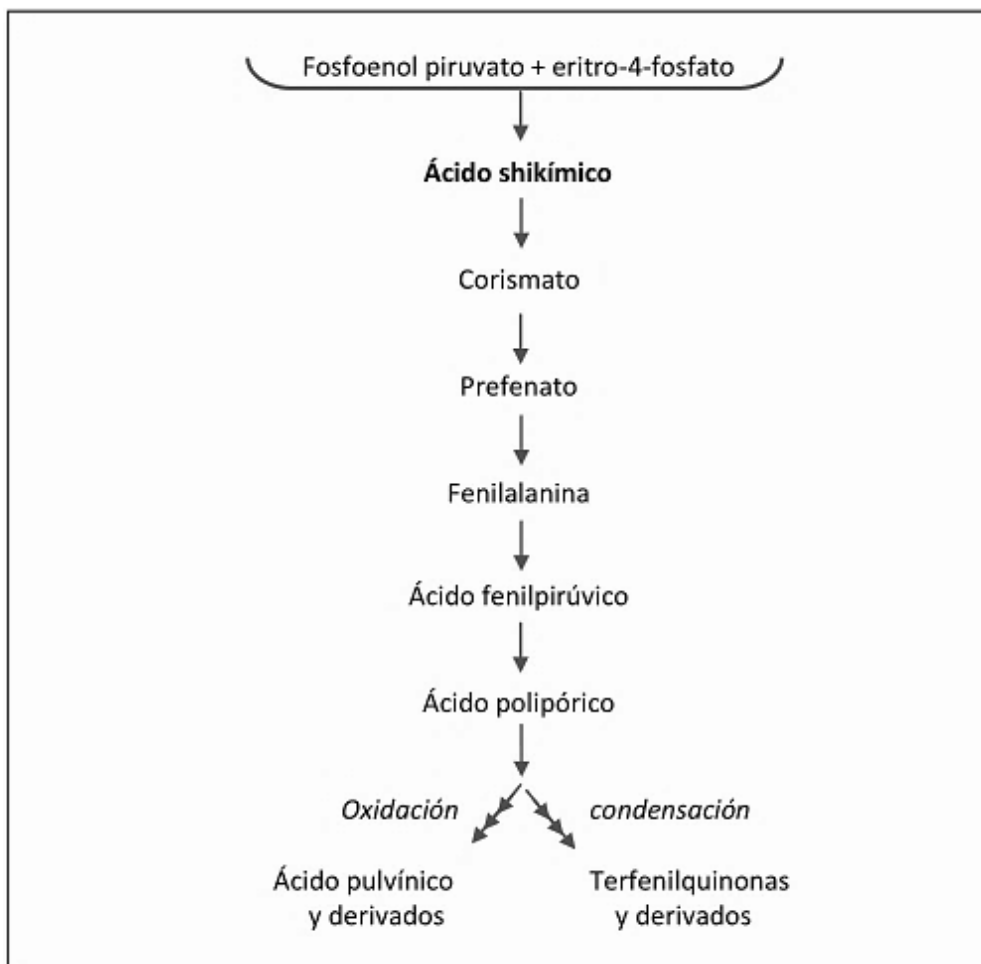 Fosfoenol piruvato + eritro-4-fosfato
Ácido shikímico
Corismato
Prefenato
Fenilalanina
Ácido fenilpirúvico
Ácido polipórico
Oxidación condensación
Ácido pulvínico Terfenilquinonas
y derivados y derivados